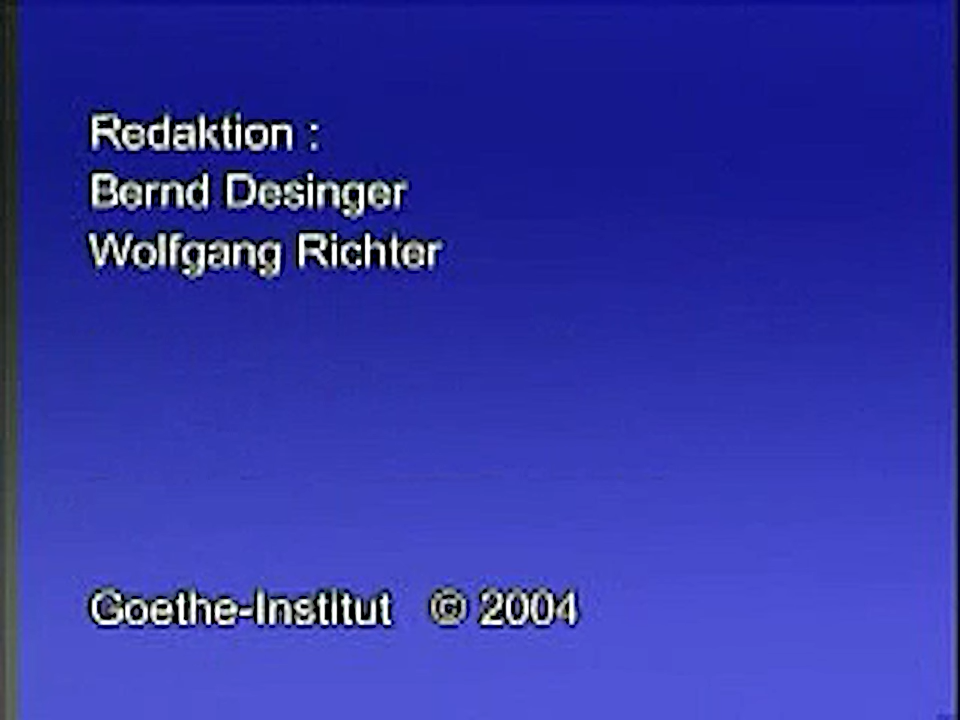 Redaktion :
Bernd Desinger
Wolfgang Richter
Goethe-Institut © 2004